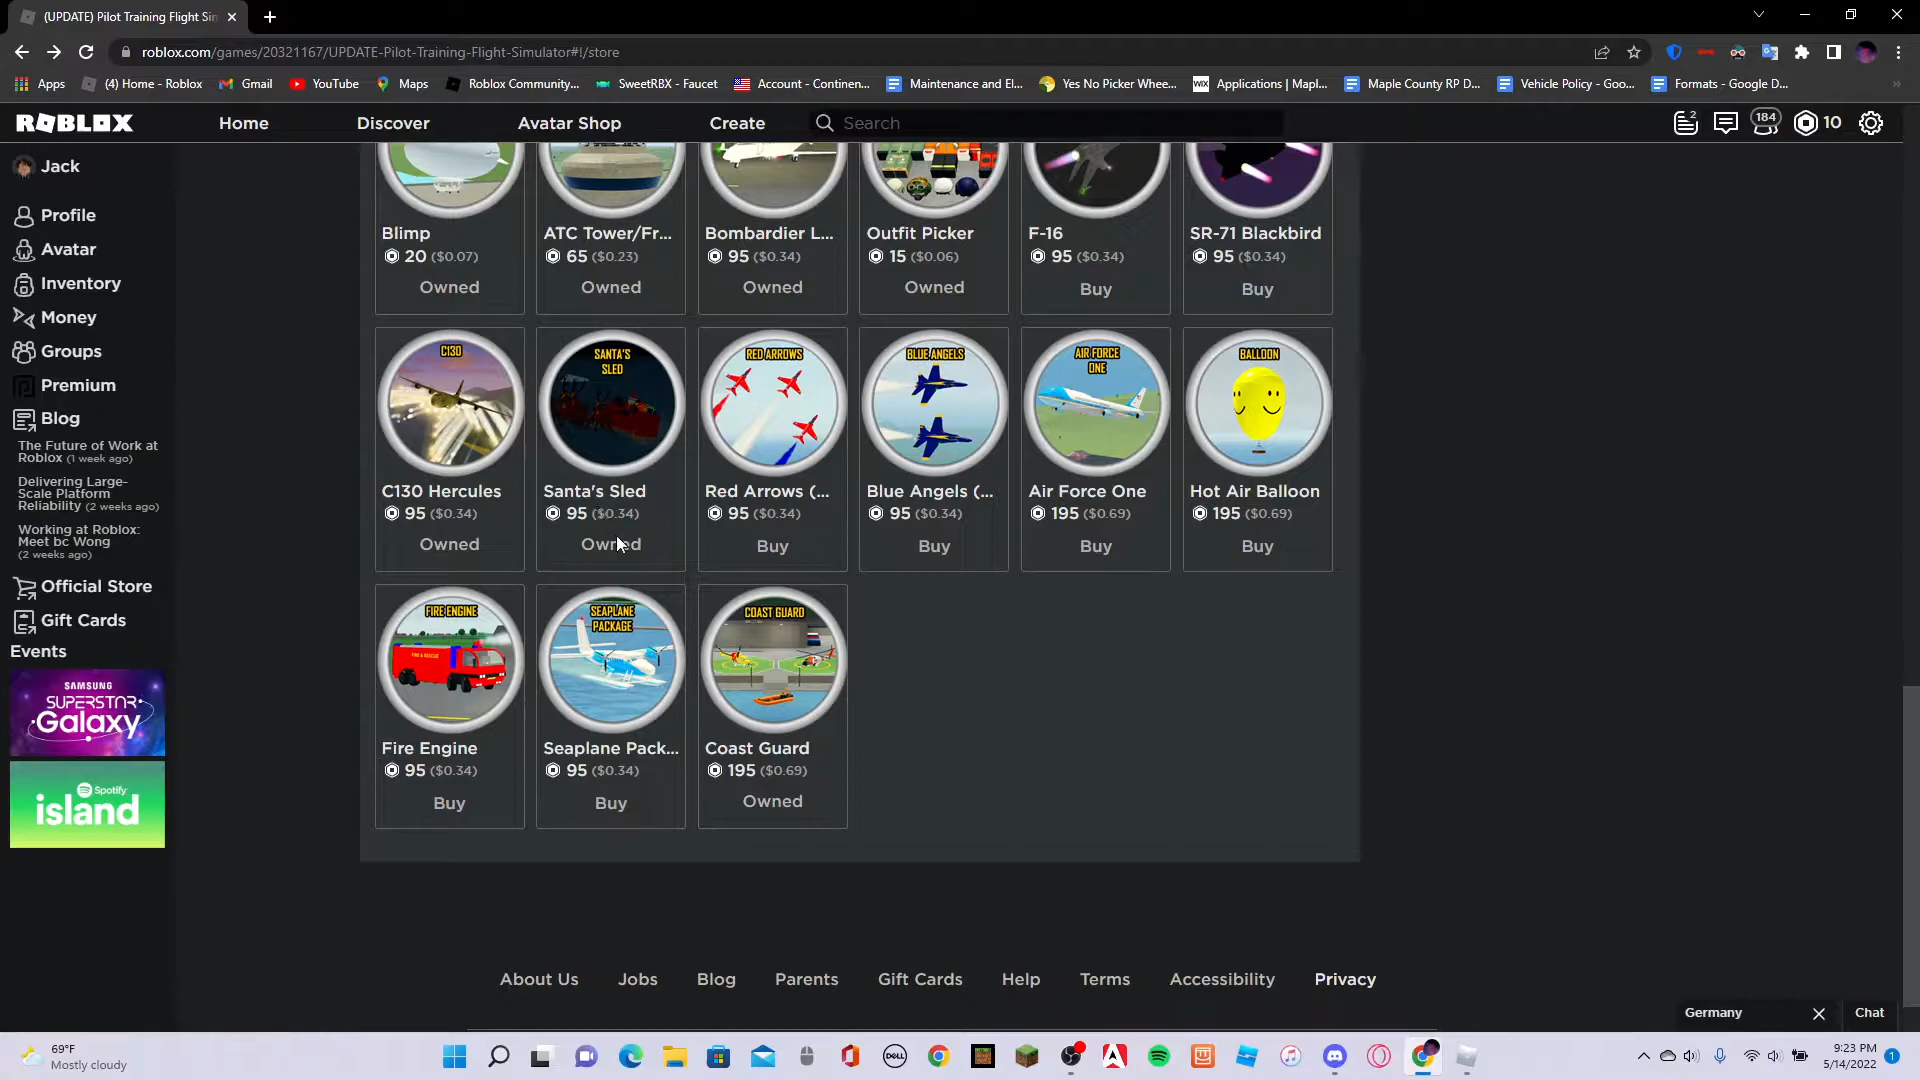 (UPDATE) Pilot Training Flight Sin
roblox.com/games/20321167/UPDATE-Pilot-Training-Flight-Simulator#!/store
Apps (4) Home - Roblox Gmail YouTube Maps Roblox Community... SweetRBX - Faucet Account - Continen... Maintenance and El... Yes No Picker Whee... WIX Applications | Mapl... Maple County RP D... Vehicle Policy - Goo... Formats - Google D...
ROBLOX Home Discover Avatar Shop Create Search 2 184 10
Jack
Profile
Avatar
Inventory
Money
Groups
Premium
Blog
The Future of Work at
Roblox (1 week ago)
Delivering Large-
Scale Platform
Reliability (2 weeks ago)
Working at Roblox:
Meet bc Wong
(2 weeks ago)
Official Store
Gift Cards
Events
SAMSUNG
SUPERSTAR
Galaxy
Spotify
island
Blimp ATC Tower/Fr... Bombardier L... Outfit Picker F-16 SR-71 Blackbird
20 ($0.07) 65 ($0.23) 95 ($0.34) 15 ($0.06) 95 ($0.34) 95 ($0.34)
Owned Owned Owned Owned Buy Buy
C130 SANTA'S SLED RED ARROWS BLUE ANGELS AIR FORCE ONE BALLOON
C130 Hercules Santa's Sled Red Arrows (... Blue Angels (... Air Force One Hot Air Balloon
95 ($0.34) 95 ($0.34) 95 ($0.34) 95 ($0.34) 195 ($0.69) 195 ($0.69)
Owned Owned Buy Buy Buy Buy
FIRE ENGINE SEAPLANE PACKAGE COAST GUARD
FIRE & RESCUE
Fire Engine Seaplane Pack... Coast Guard
95 ($0.34) 95 ($0.34) 195 ($0.69)
Buy Buy Owned
About Us Jobs Blog Parents Gift Cards Help Terms Accessibility Privacy
Germany Chat
69°F
Mostly cloudy
DELL
9:23 PM
5/14/2022 1